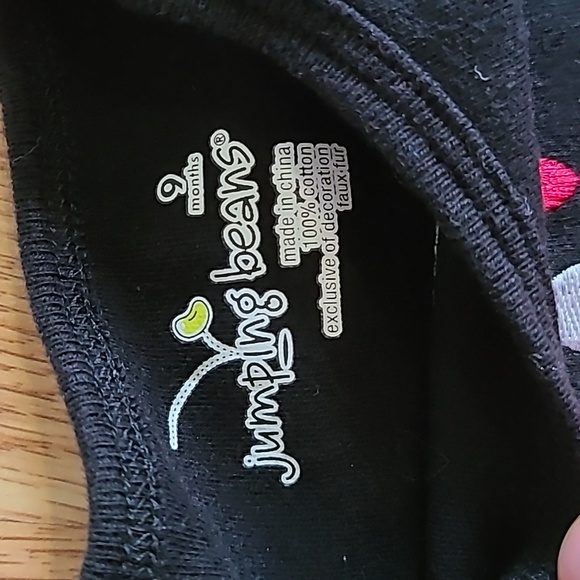 9
months
jumping beans®
made in china
100% cotton
exclusive of decoration
faux fur